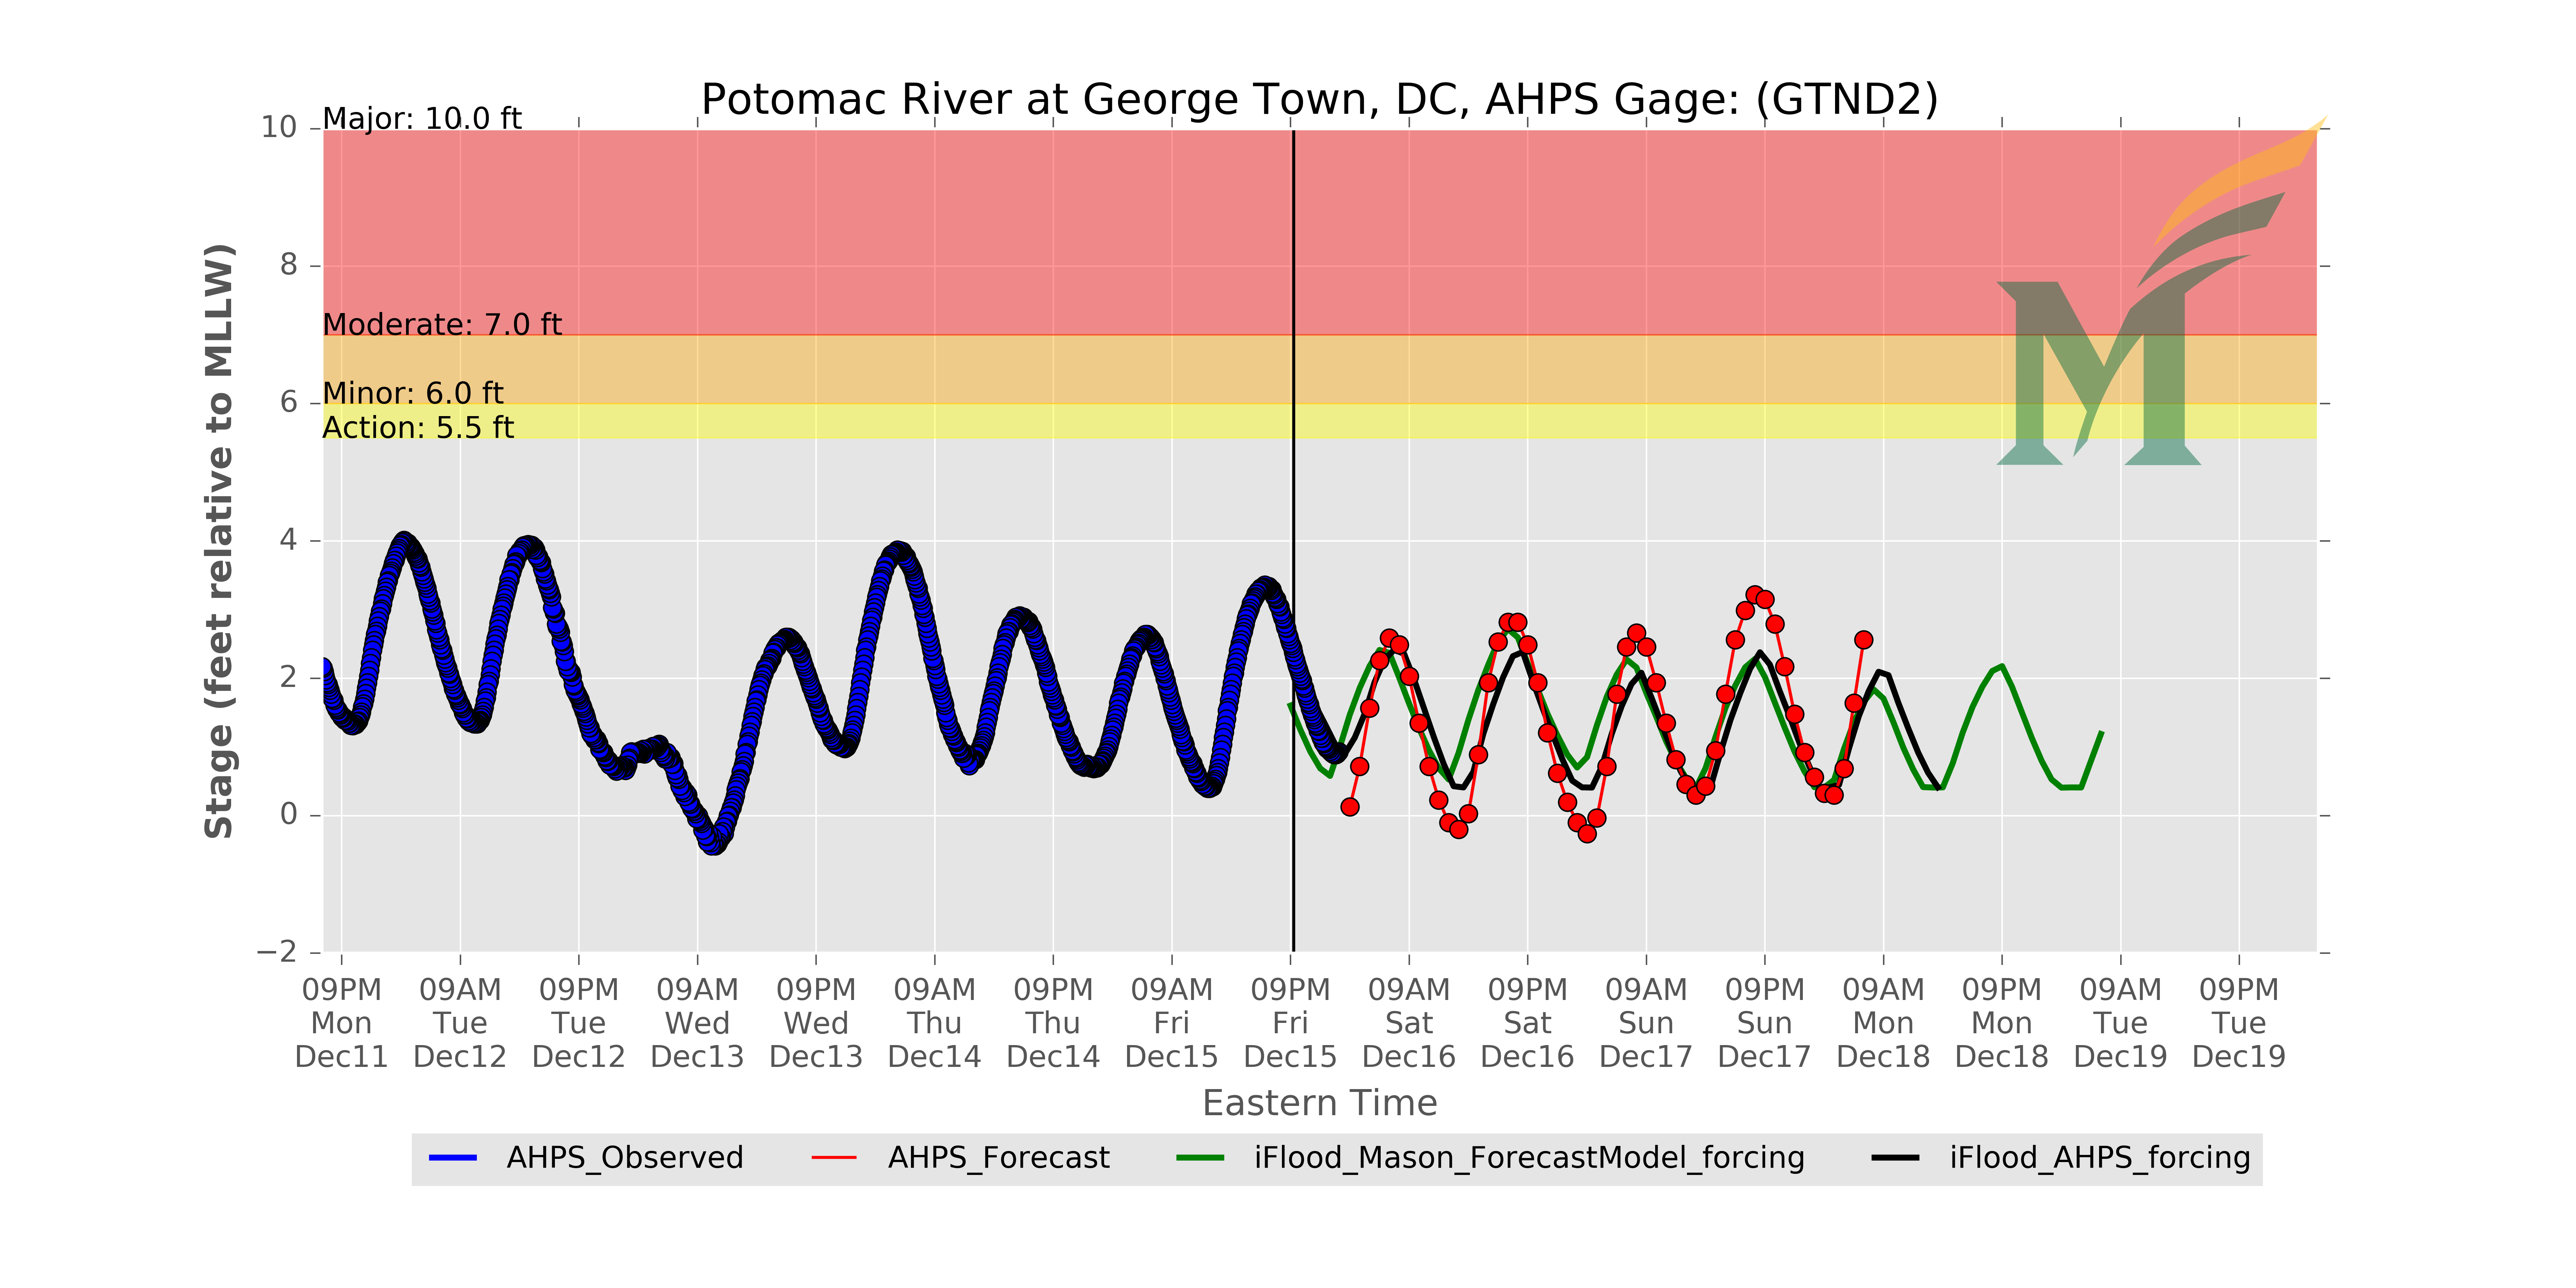 Potomac River at George Town, DC, AHPS Gage: (GTND2)
Major: 10.0 ft
Moderate: 7.0 ft
Minor: 6.0 ft
Action: 5.5 ft
Stage (feet relative to MLLW)
10
8
6
4
2
0
−2
09PM 09AM 09PM 09AM 09PM 09AM 09PM 09AM 09PM 09AM 09PM 09AM 09PM 09AM 09PM 09AM 09PM
Mon Tue Tue Wed Wed Thu Thu Fri Fri Sat Sat Sun Sun Mon Mon Tue Tue
Dec11 Dec12 Dec12 Dec13 Dec13 Dec14 Dec14 Dec15 Dec15 Dec16 Dec16 Dec17 Dec17 Dec18 Dec18 Dec19 Dec19
Eastern Time
AHPS_Observed AHPS_Forecast iFlood_Mason_ForecastModel_forcing iFlood_AHPS_forcing